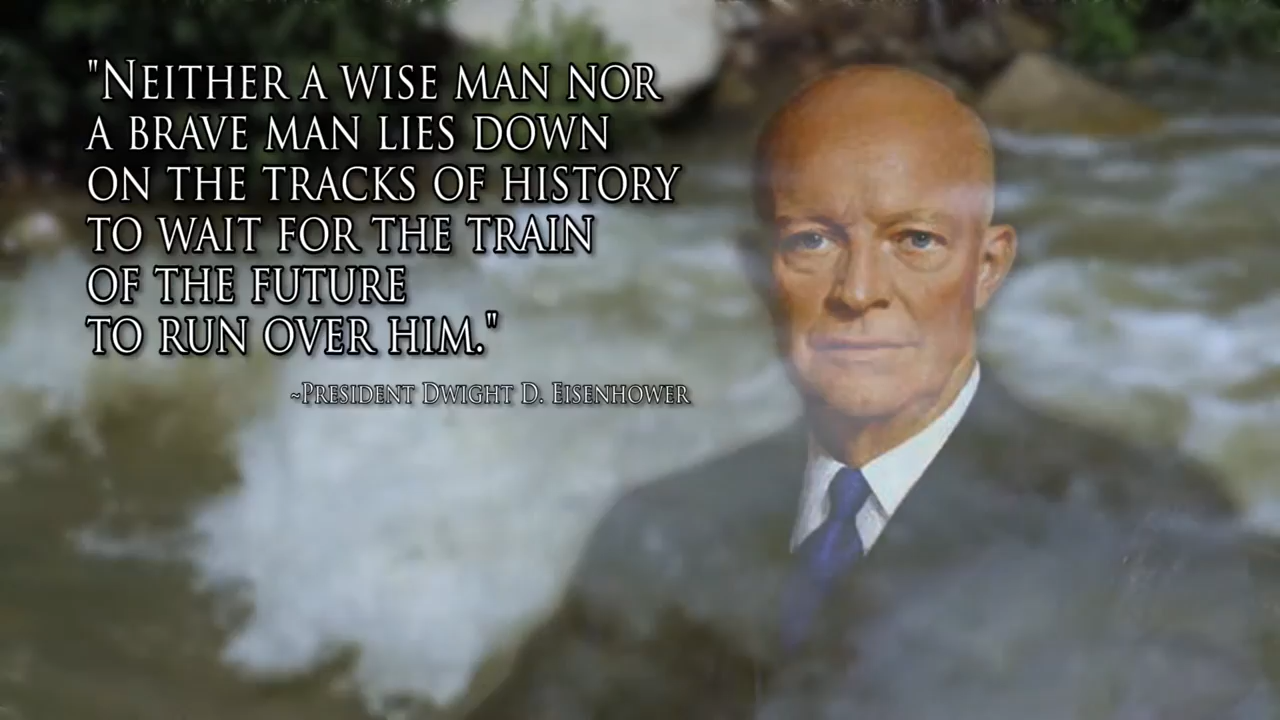 "Neither a wise man nor
a brave man lies down
on the tracks of history
to wait for the train
of the future
to run over him."
~President Dwight D. Eisenhower